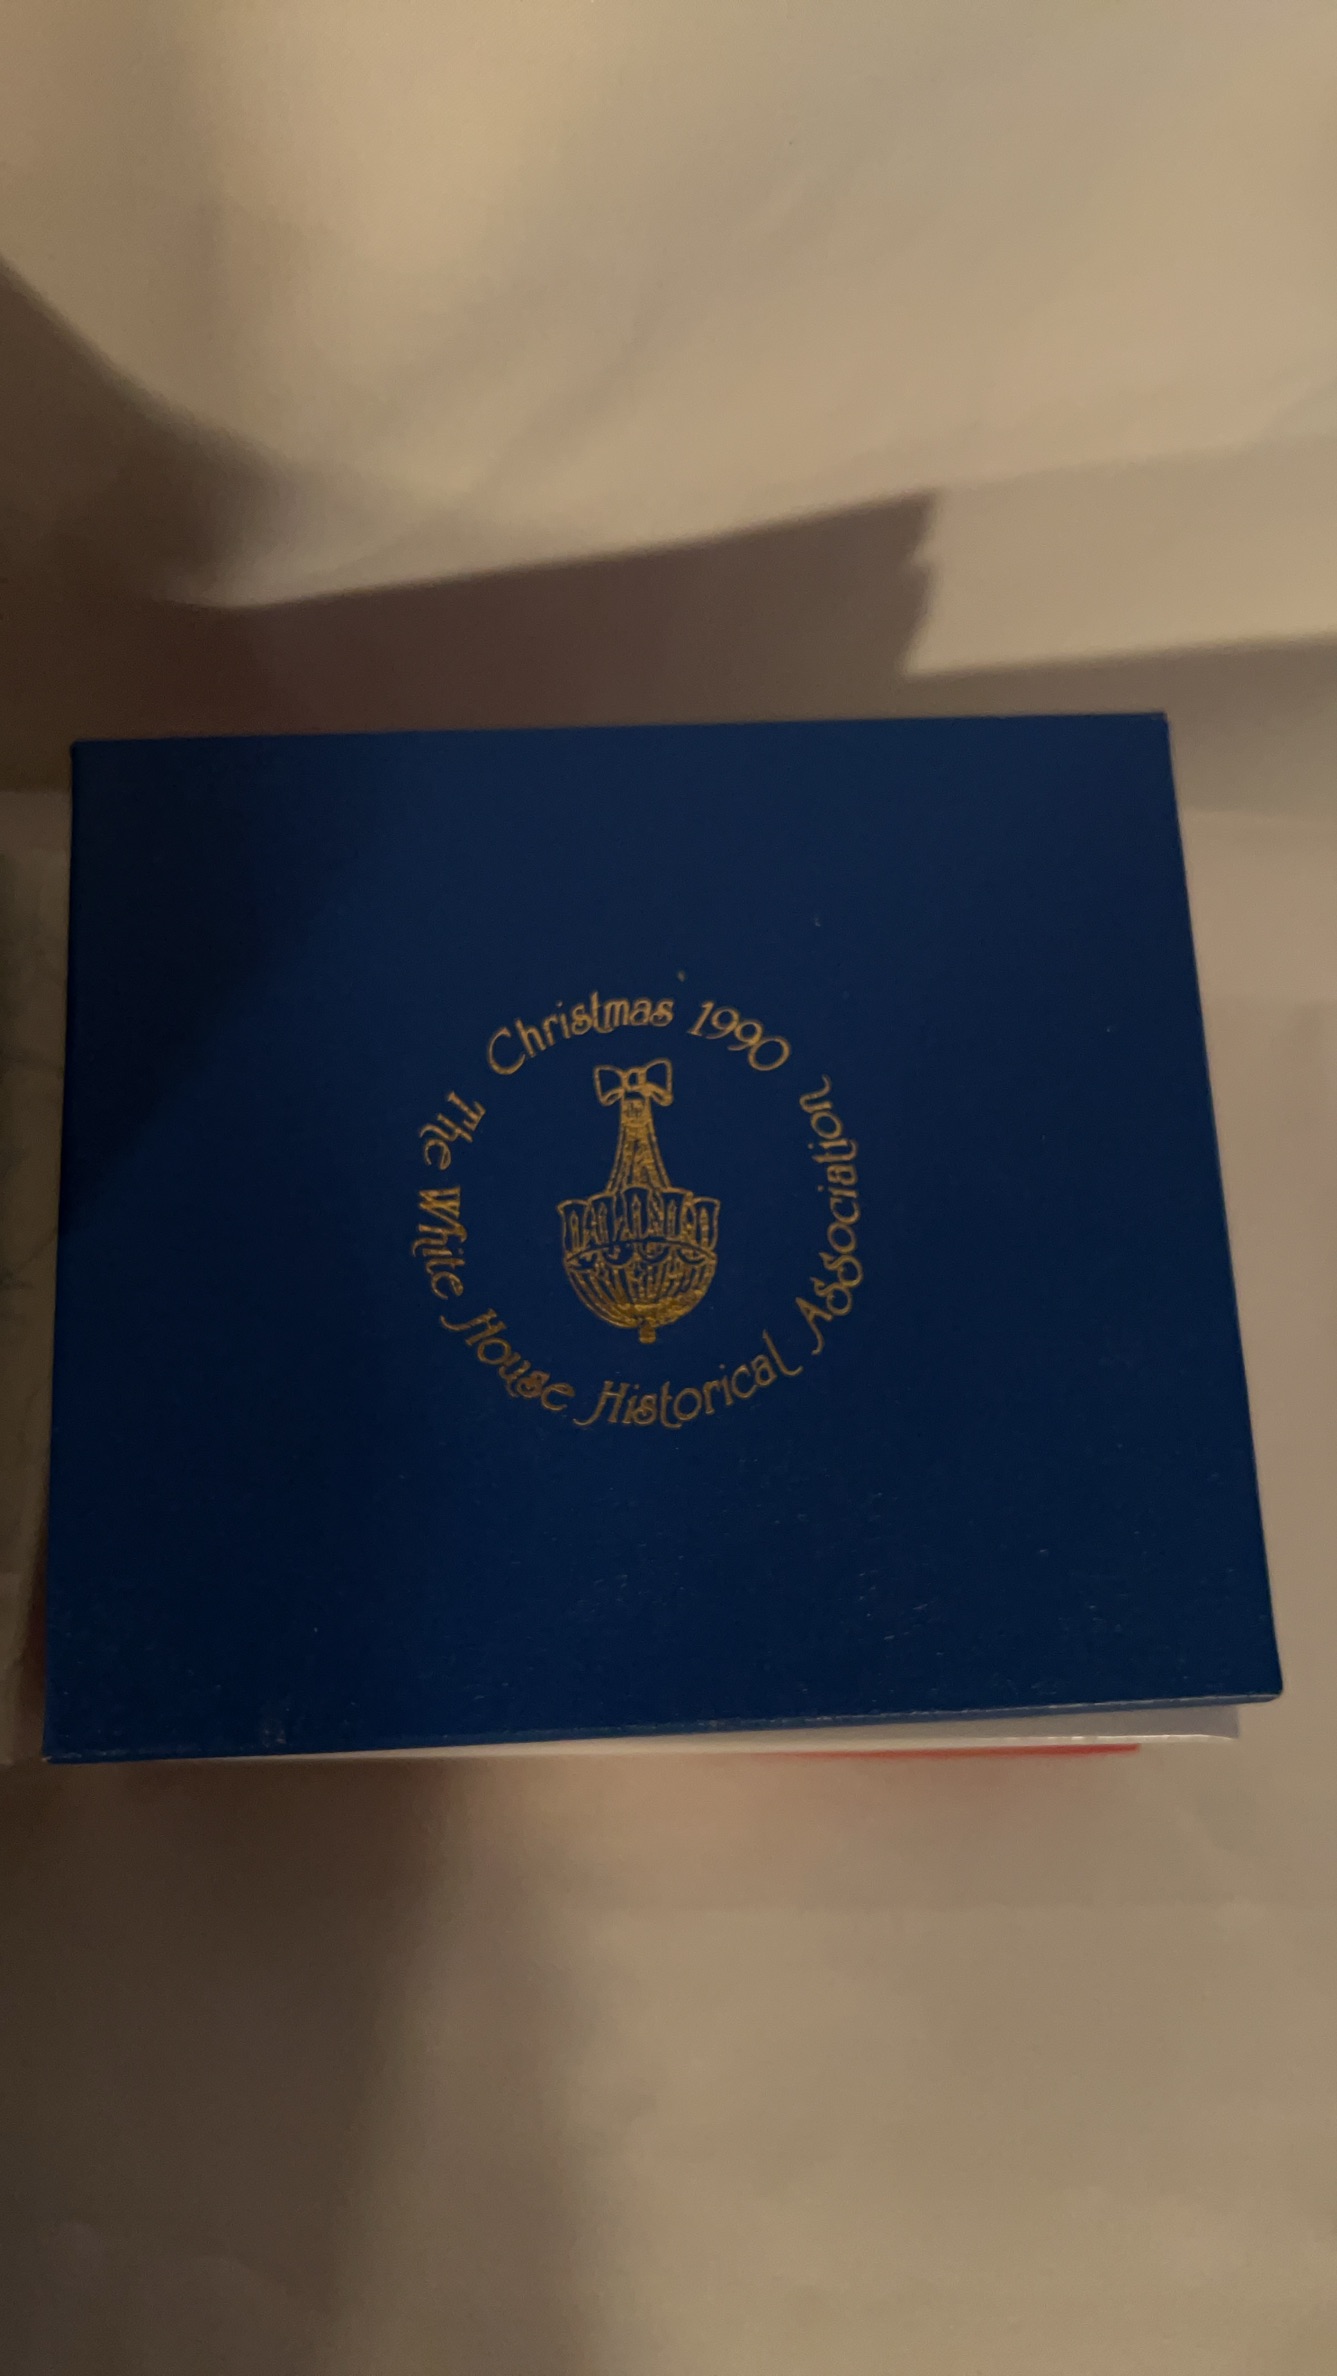 Christmas 1990
The White House Historical Association